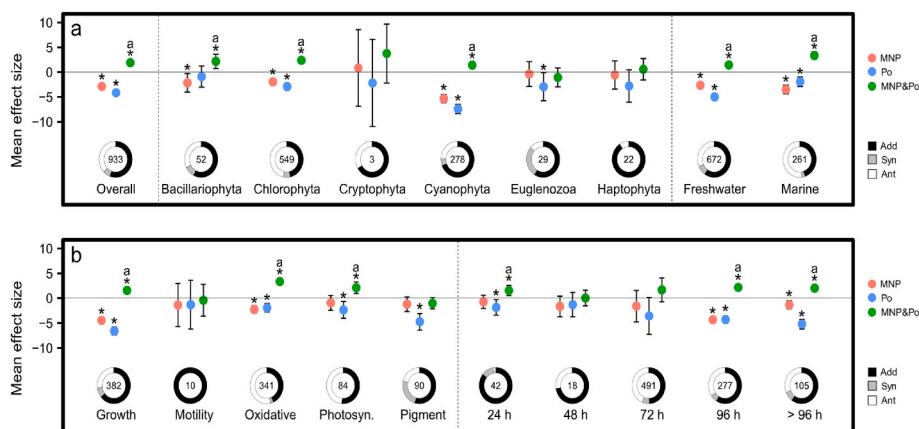 a
Mean effect size
10
5
0
−5
−10
a a a a a a
* * * * * * * * * * * * * * * * *
933 52 549 3 278 29 22 672 261
Overall Bacillariophyta Chlorophyta Cryptophyta Cyanophyta Euglenozoa Haptophyta Freshwater Marine
MNP
Po
MNP&Po
Add
Syn
Ant
b
Mean effect size
10
5
0
−5
−10
a a a a a a
* * * * * * * * * * * * * * * * *
382 10 341 84 90 42 18 491 277 105
Growth Motility Oxidative Photosyn. Pigment 24 h 48 h 72 h 96 h > 96 h
MNP
Po
MNP&Po
Add
Syn
Ant